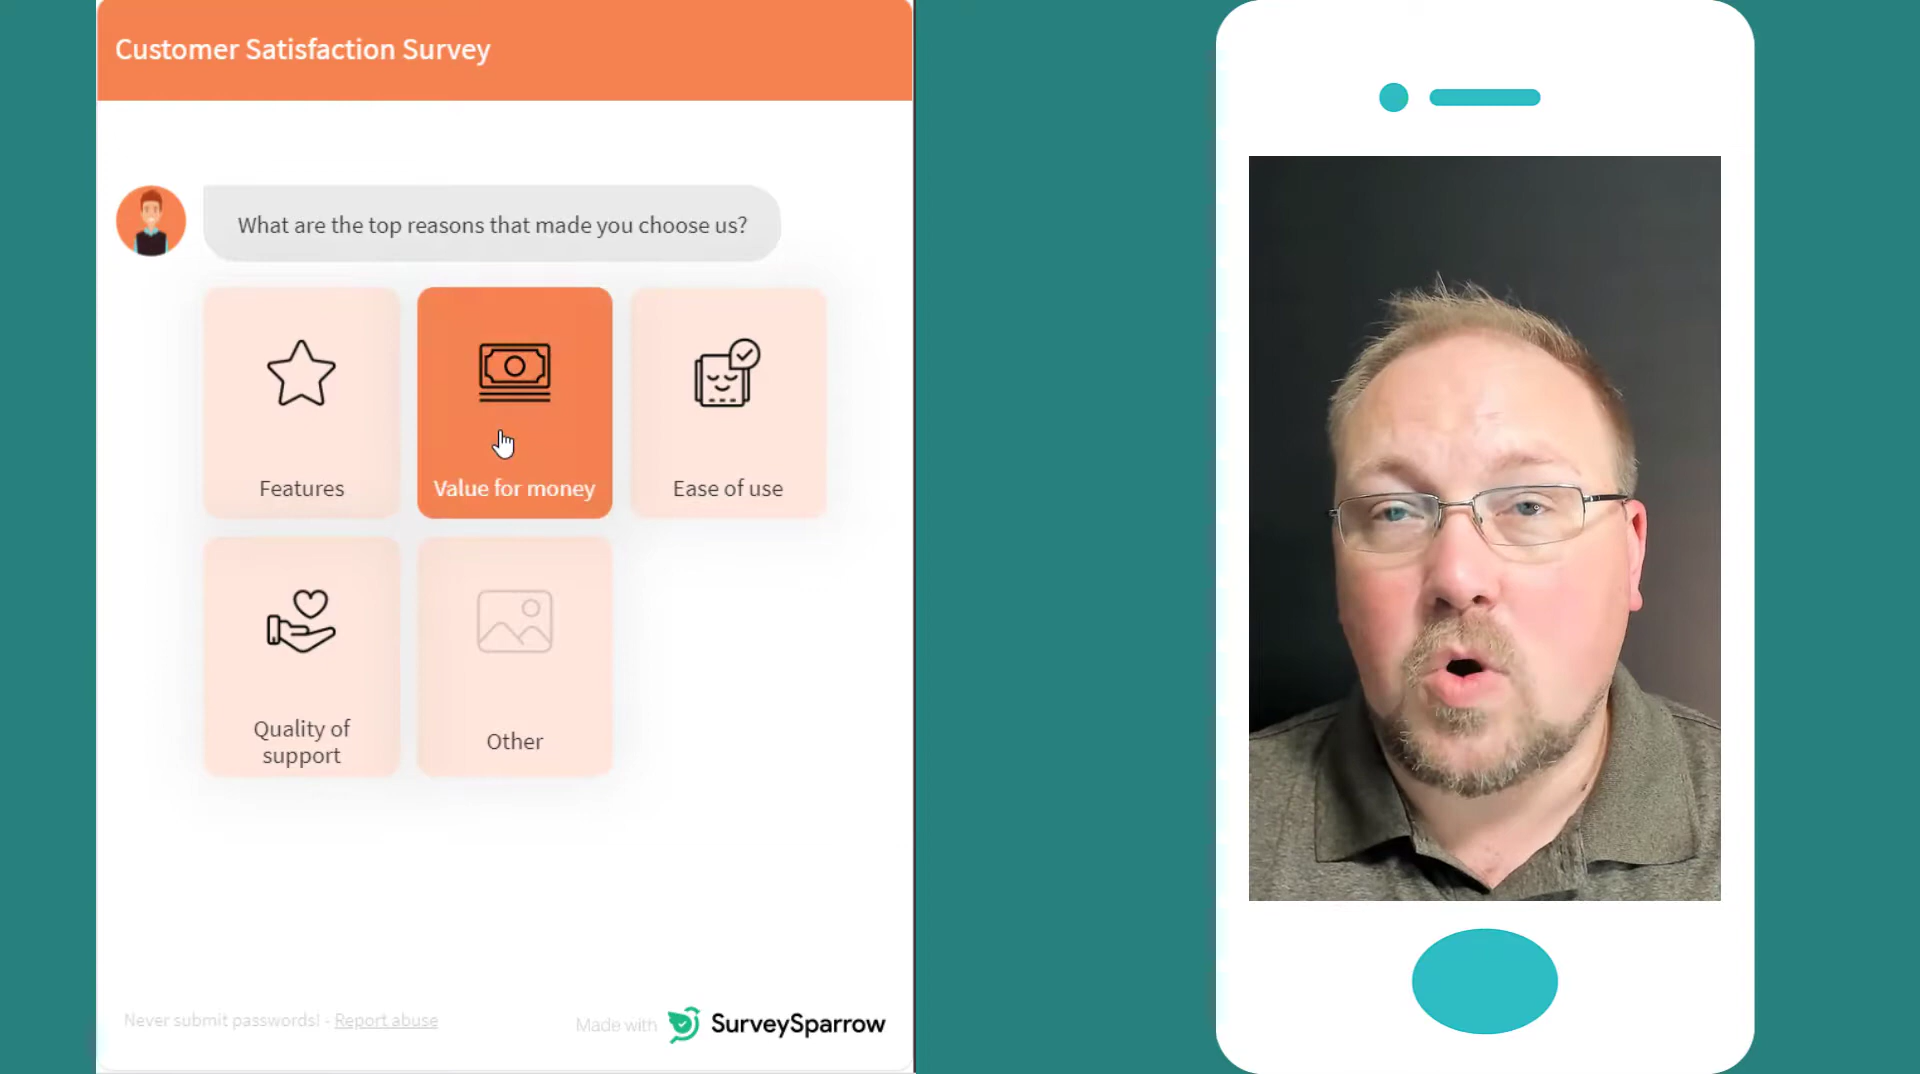 Customer Satisfaction Survey
What are the top reasons that made you choose us?
Features
Value for money
Ease of use
Quality of
support
Other
Never submit passwords! - Report abuse
Made with SurveySparrow